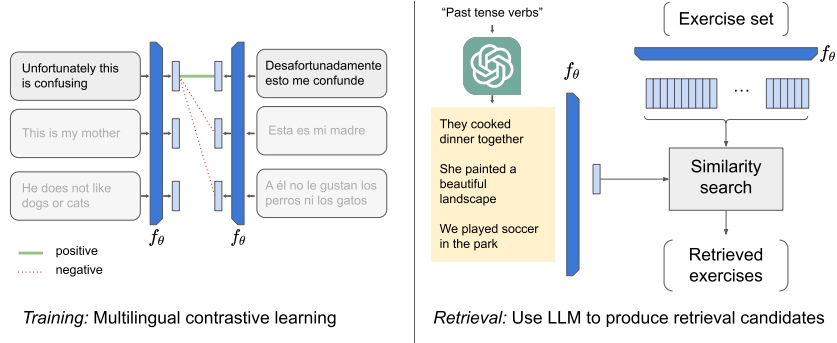 Unfortunately this
is confusing
This is my mother
He does not like
dogs or cats
Desafortunadamente
esto me confunde
Esta es mi madre
A él no le gustan los
perros ni los gatos
fθ
fθ
positive
negative
Training: Multilingual contrastive learning
"Past tense verbs"
They cooked
dinner together
She painted a
beautiful
landscape
We played soccer
in the park
fθ
Exercise set
fθ
...
Similarity
search
Retrieved
exercises
Retrieval: Use LLM to produce retrieval candidates